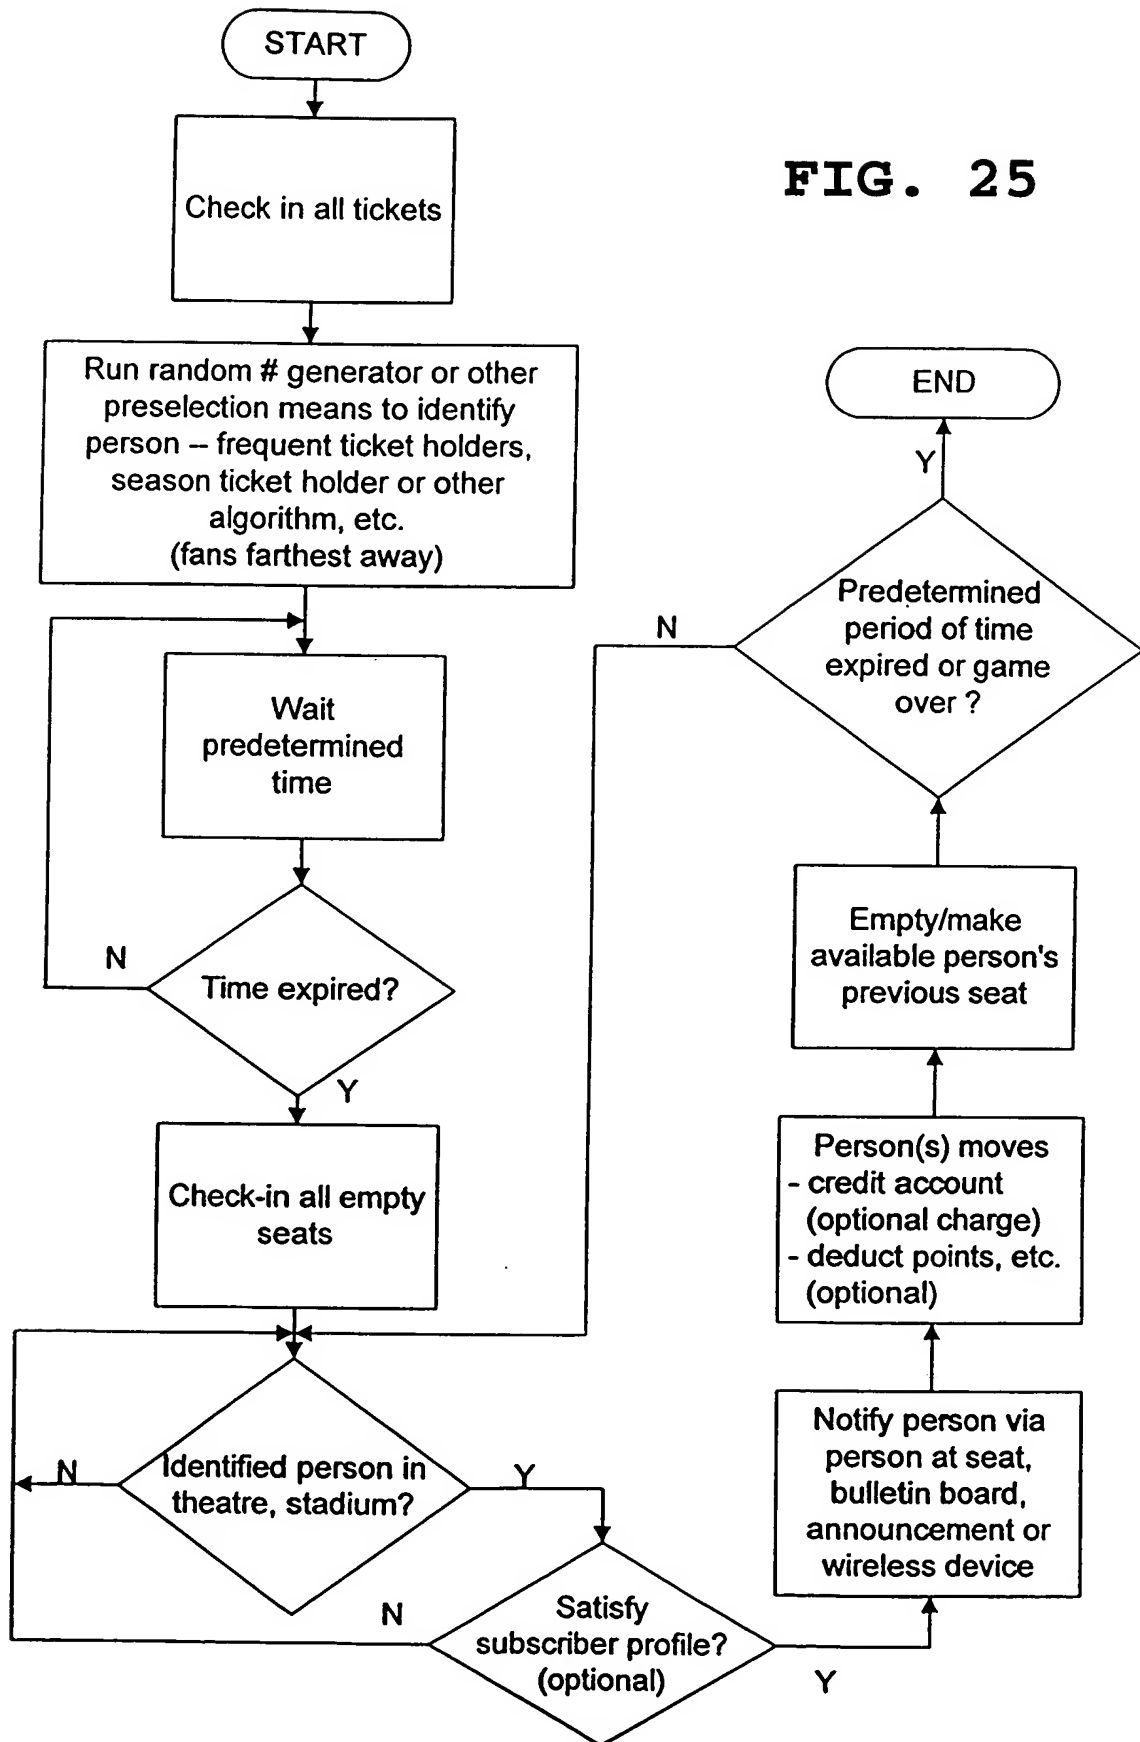 START
FIG. 25
Check in all tickets
Run random # generator or other
preselection means to identify
person -- frequent ticket holders,
season ticket holder or other
algorithm, etc.
(fans farthest away)
Wait
predetermined
time
N
Time expired?
Y
Check-in all empty
seats
N
Identified person in
theatre, stadium?
Y
N
Satisfy
subscriber profile?
(optional)
Y
Notify person via
person at seat,
bulletin board,
announcement or
wireless device
Person(s) moves
- credit account
(optional charge)
- deduct points, etc.
(optional)
Empty/make
available person's
previous seat
N
Predetermined
period of time
expired or game
over ?
Y
END